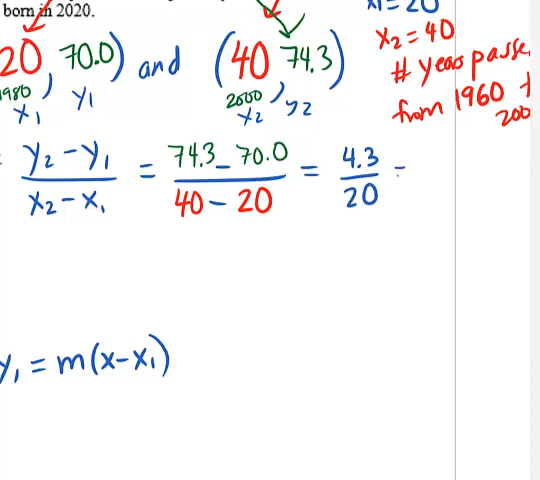 born in 2020.
x1 = 20
20, 70.0) and (40, 74.3)
x2 = 40
1980 2000
x1 y1 x2 y2
# years passe
from 1960 t
200
y2 - y1 / x2 - x1 = 74.3 - 70.0 / 40 - 20 = 4.3 / 20 =
y1 = m(x - x1)